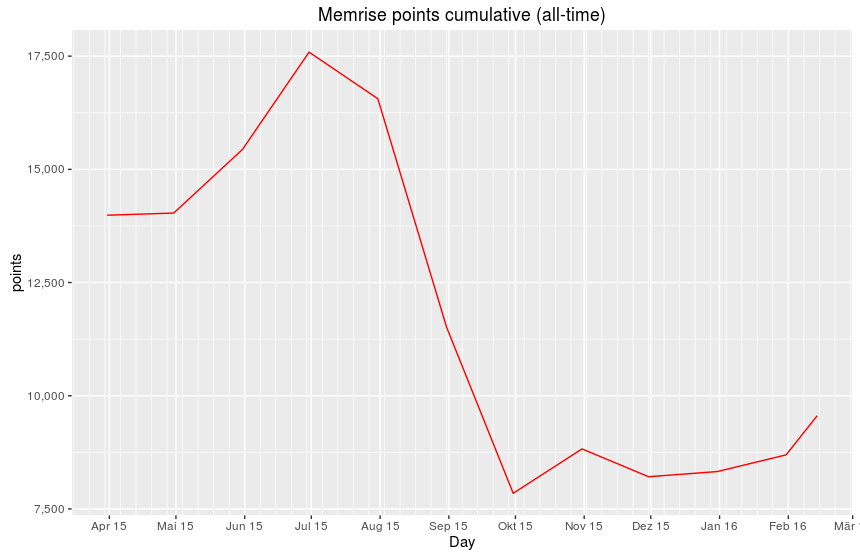 Memrise points cumulative (all-time)
17,500
15,000
12,500
10,000
7,500
points
Apr 15 Mai 15 Jun 15 Jul 15 Aug 15 Sep 15 Okt 15 Nov 15 Dez 15 Jan 16 Feb 16 Mär
Day